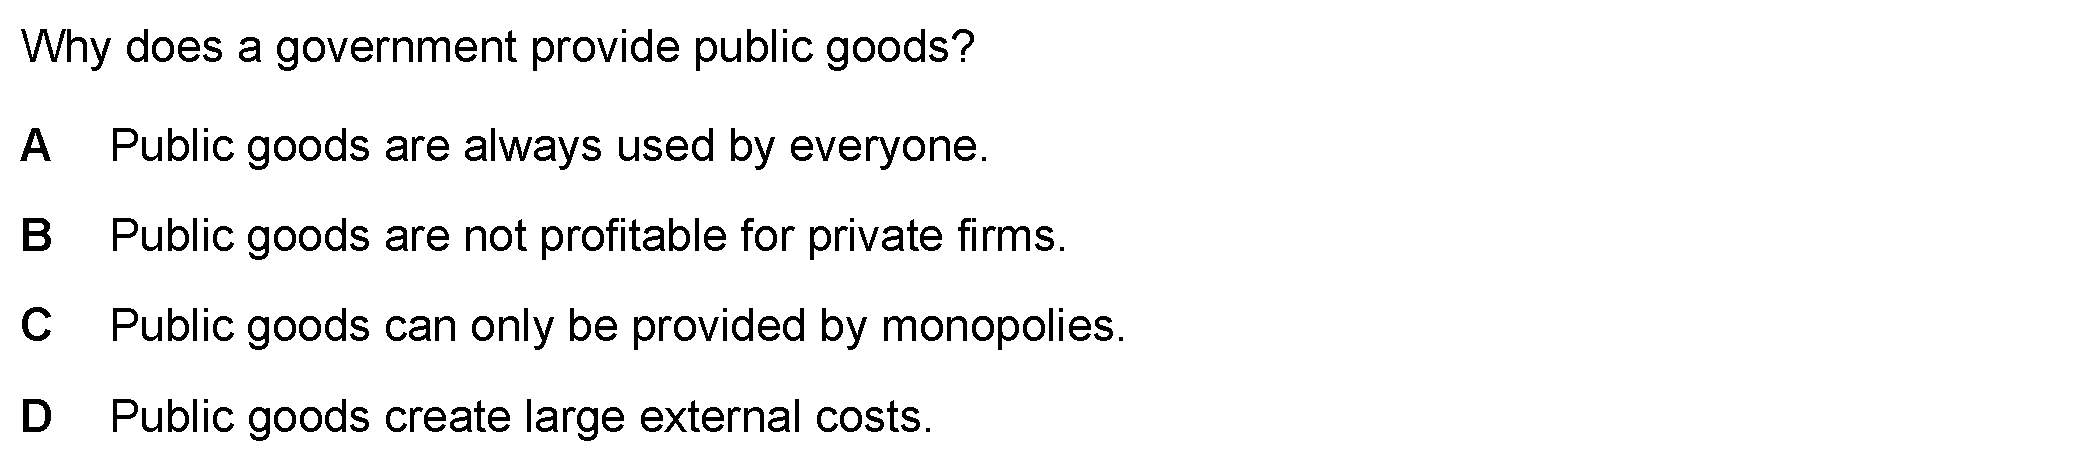 Why does a government provide public goods?
A Public goods are always used by everyone.
B Public goods are not profitable for private firms.
C Public goods can only be provided by monopolies.
D Public goods create large external costs.